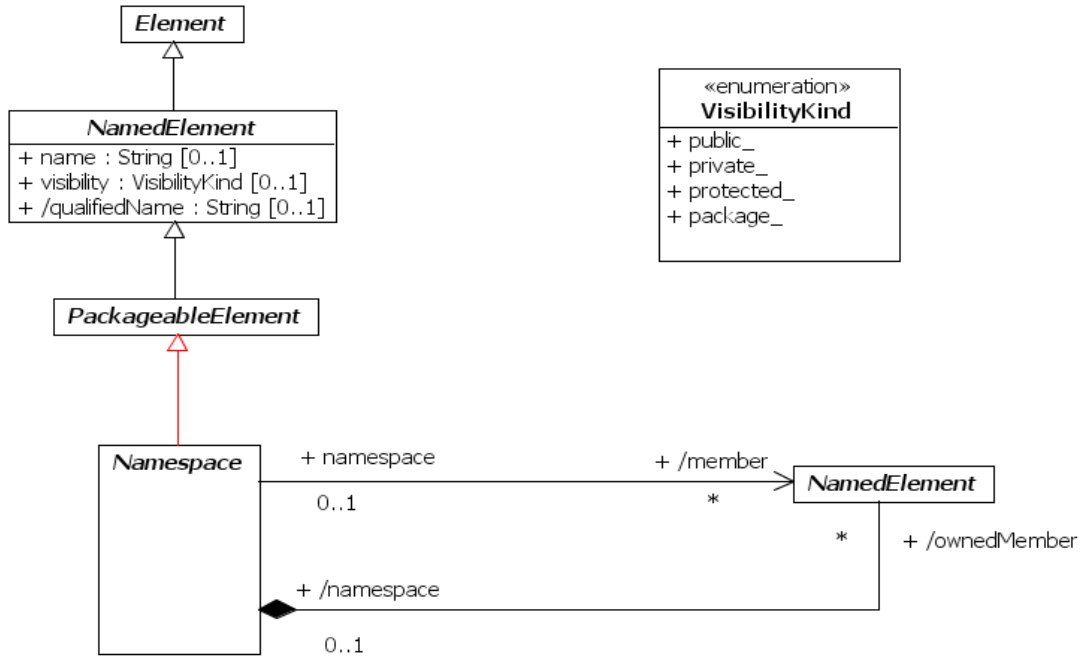 Element
NamedElement
+ name : String [0..1]
+ visibility : VisibilityKind [0..1]
+ /qualifiedName : String [0..1]
«enumeration»
VisibilityKind
+ public_
+ private_
+ protected_
+ package_
PackageableElement
Namespace
+ namespace
0..1
+ /member
*
NamedElement
*
+ /ownedMember
+ /namespace
0..1